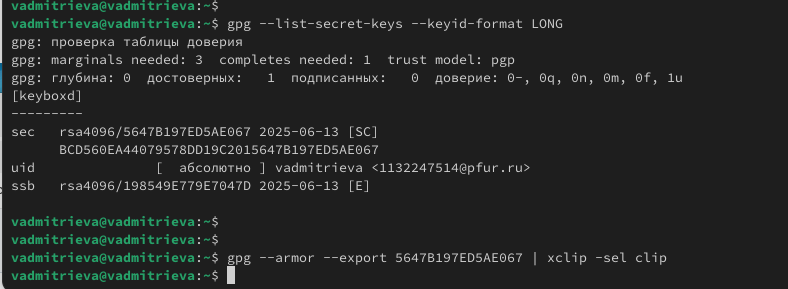 vadmitrieva@vadmitrieva:~$
vadmitrieva@vadmitrieva:~$ gpg --list-secret-keys --keyid-format LONG
gpg: проверка таблицы доверия
gpg: marginals needed: 3  completes needed: 1  trust model: pgp
gpg: глубина: 0  достоверных:   1  подписанных:   0  доверие: 0-, 0q, 0n, 0m, 0f, 1u
[keyboxd]
---------
sec   rsa4096/5647B197ED5AE067 2025-06-13 [SC]
      BCD560EA44079578DD19C2015647B197ED5AE067
uid               [  абсолютно ] vadmitrieva <1132247514@pfur.ru>
ssb   rsa4096/198549E779E7047D 2025-06-13 [E]

vadmitrieva@vadmitrieva:~$
vadmitrieva@vadmitrieva:~$
vadmitrieva@vadmitrieva:~$ gpg --armor --export 5647B197ED5AE067 | xclip -sel clip
vadmitrieva@vadmitrieva:~$